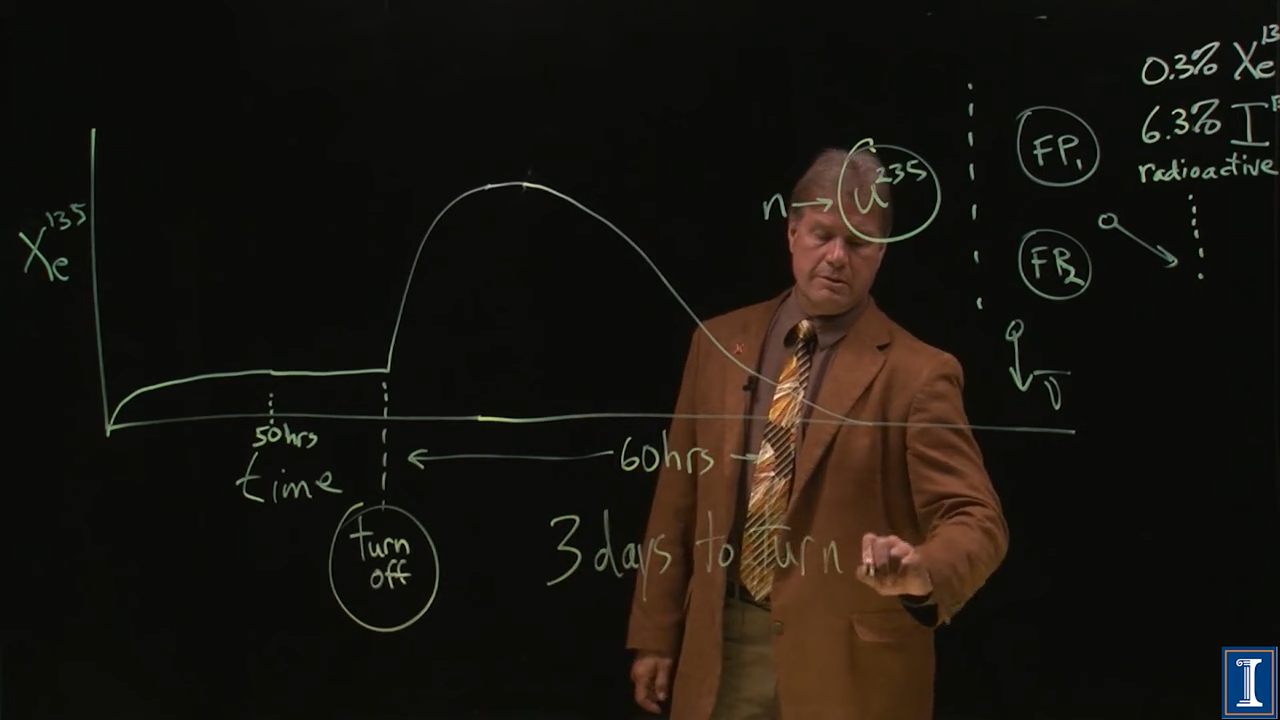 0.3% Xe
6.3% I
radioactive
FP1
n → U235
FP2
Xe135
ν̅
50hrs
60hrs
time
turn
off
3 days to turn
I